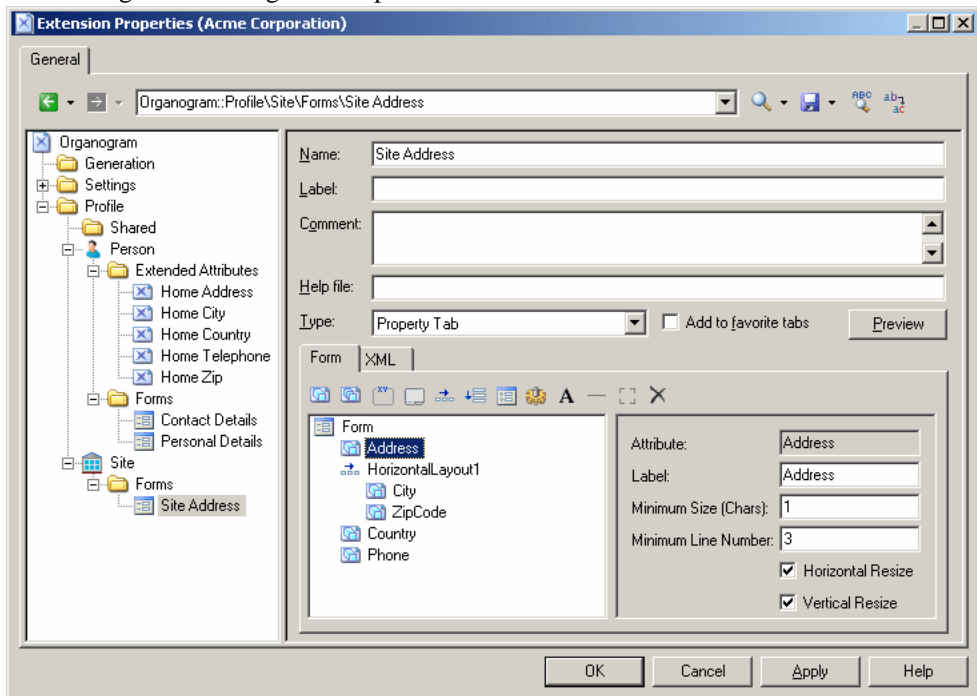 Extension Properties (Acme Corporation)
General
Organogram::Profile\Site\Forms\Site Address
ABC
ab
ac
Organogram
Generation
Settings
Profile
Shared
Person
Extended Attributes
Home Address
Home City
Home Country
Home Telephone
Home Zip
Forms
Contact Details
Personal Details
Site
Forms
Site Address
Name: Site Address
Label:
Comment:
Help file:
Type: Property Tab Add to favorite tabs Preview
Form XML
A
Form
Address
HorizontalLayout1
City
ZipCode
Country
Phone
Attribute: Address
Label: Address
Minimum Size (Chars): 1
Minimum Line Number: 3
Horizontal Resize
Vertical Resize
OK Cancel Apply Help